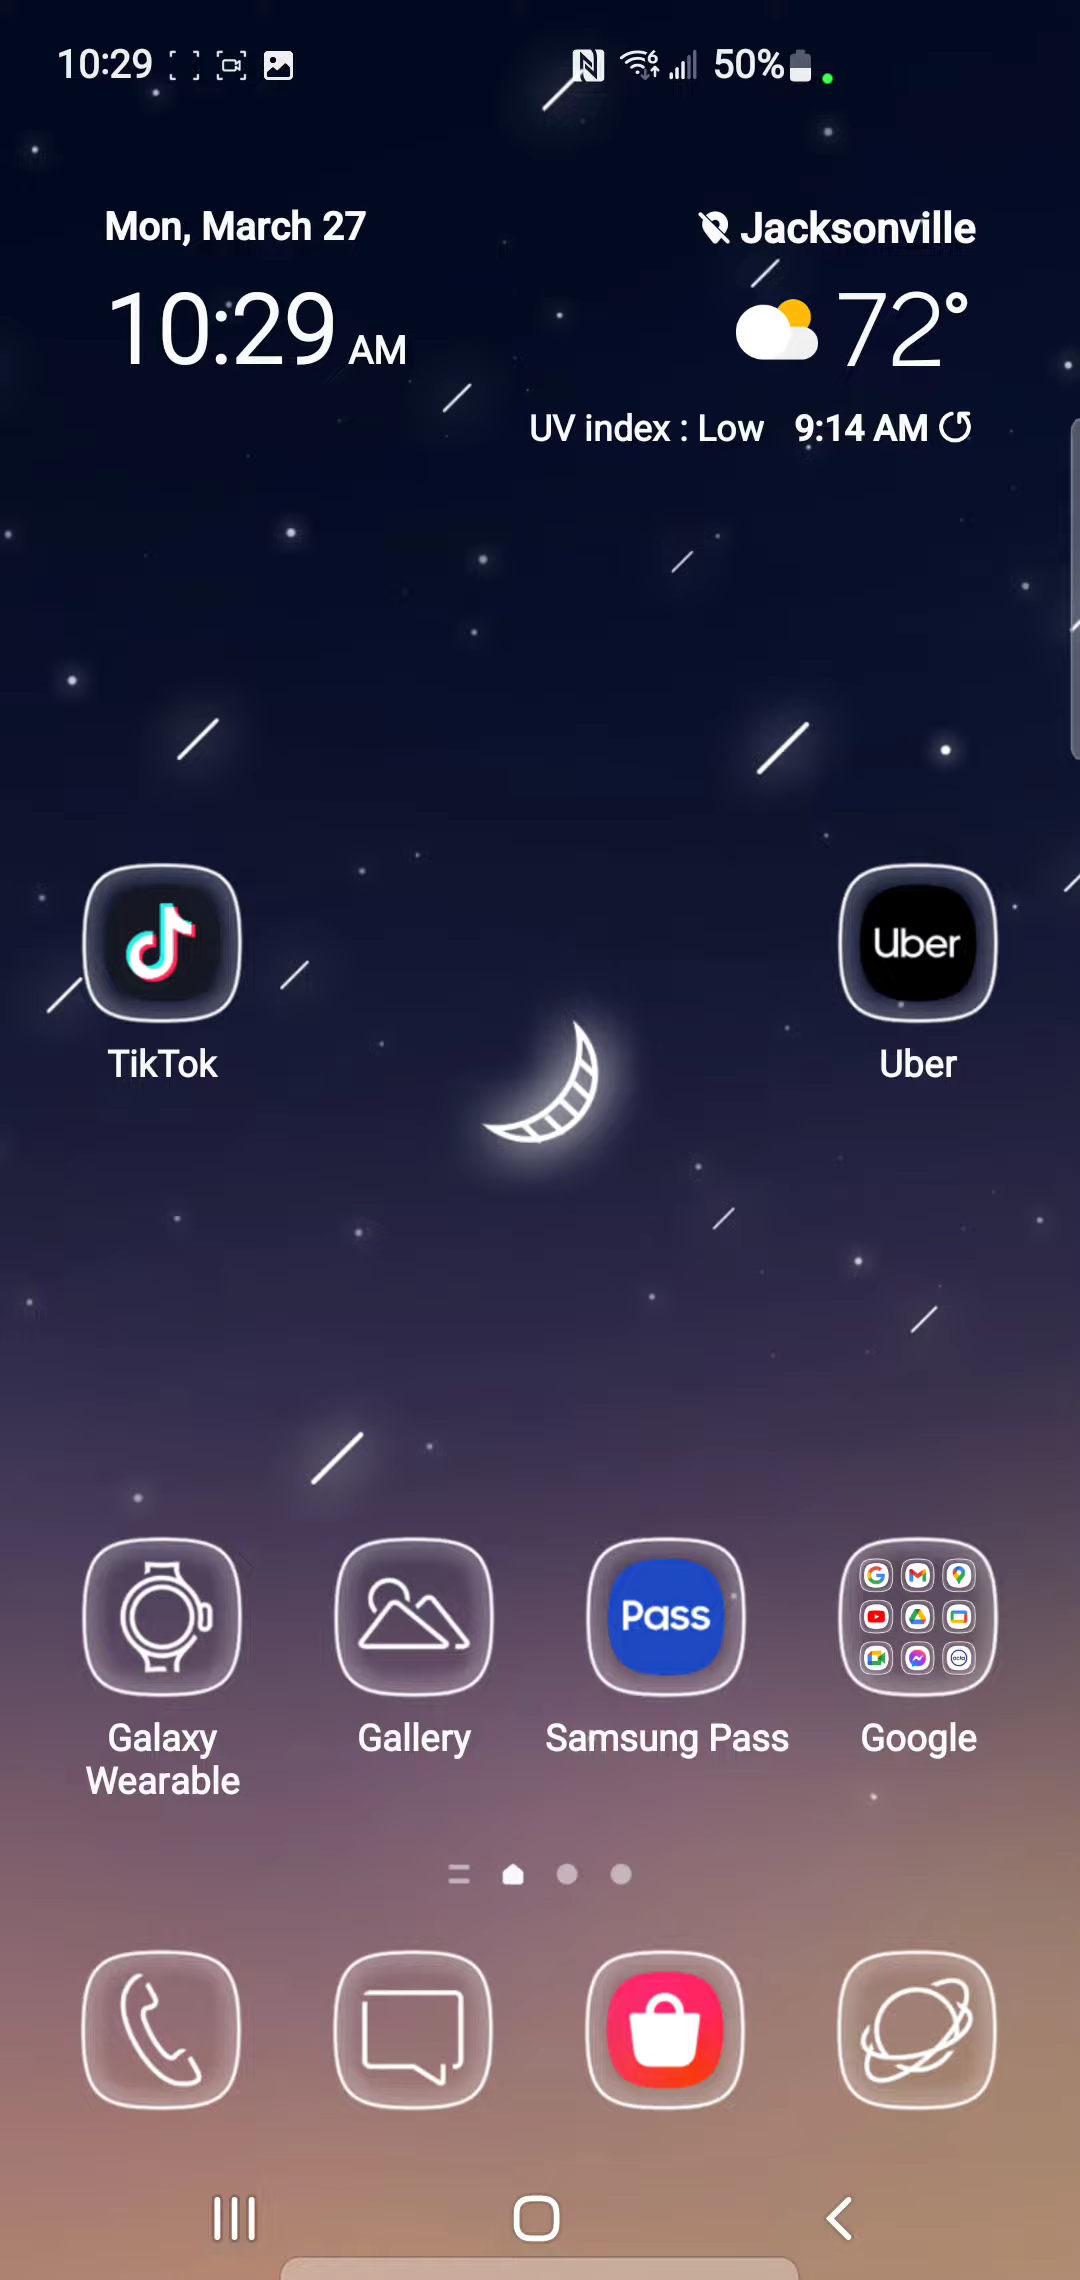 10:29
50%
Mon, March 27
Jacksonville
10:29 AM
72°
UV index : Low 9:14 AM
Uber
TikTok
Uber
Pass
Galaxy
Wearable
Gallery
Samsung Pass
Google